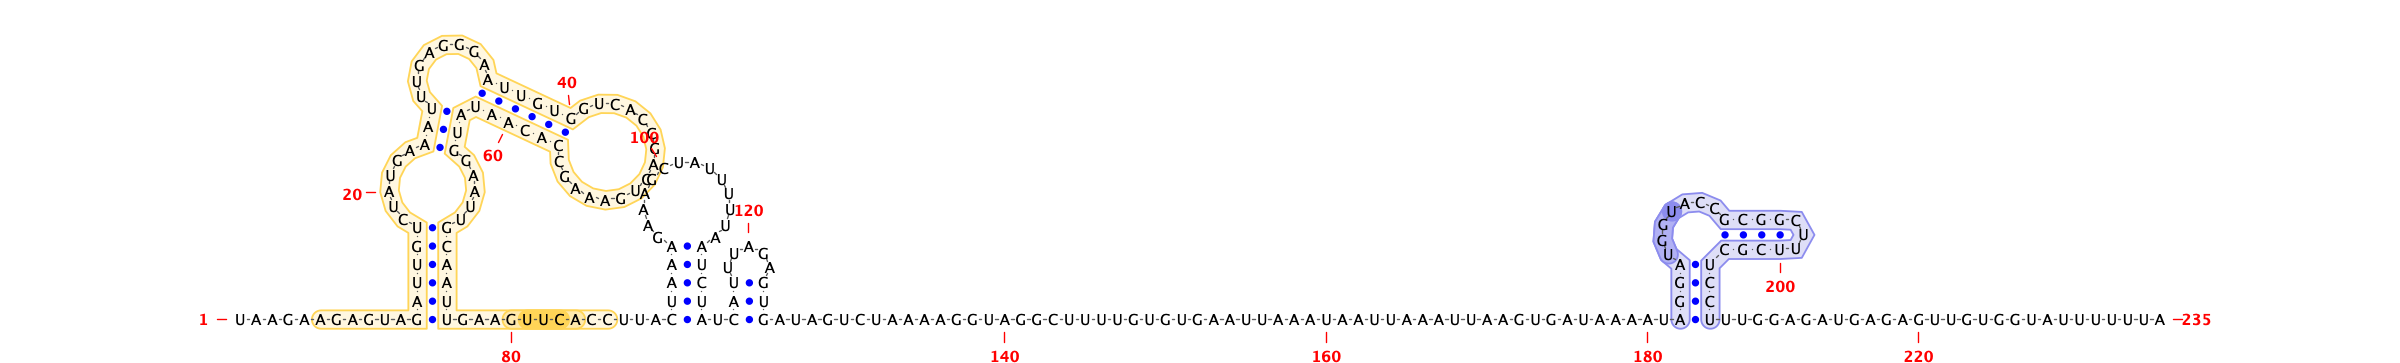 1
U-A-A-G-A-A-G-A-G-U-A-G
A U U G U
C-U-A-U-G-A-A
20
A U-U-U-G-A-G-G-G-A-A
U·U·G·U·G
40
G-U-C-A-C-G-G-A-G-U-G-A-A-A-G-C-C
A·C·A·A·U·A
60
U·G-G-A-A-U-U-G
C A A U U
G-A-A-G-U-U-C-A-C-C-U-U-A-C
80
U A A A-G-A-A-A-C
100
C-U-A-U-U-U-U-U-A-A
U C U A-U-C
A U-U-U-A-G-A-G
120
U G-A-U-A-G-U-C-U-A-A-A-A-G-G-U-A-G-G-C-U-U-U-U-G-U-G-U-G-A-A-U-U-A-A-A-U-A-A-U-U-A-A-A-U-U-A-A-G-U-G-A-U-A-A-A-A-U-A
140
160
180
G G A-U-G-G-U-A-C-C-G
C·G·G·C-U-U
U·C·G·C-U
200
C C U-U-U-G-G-A-G-A-U-G-A-G-A-G-U-U-G-U-G-G-U-A-U-U-U-U-U-U-A
220
235